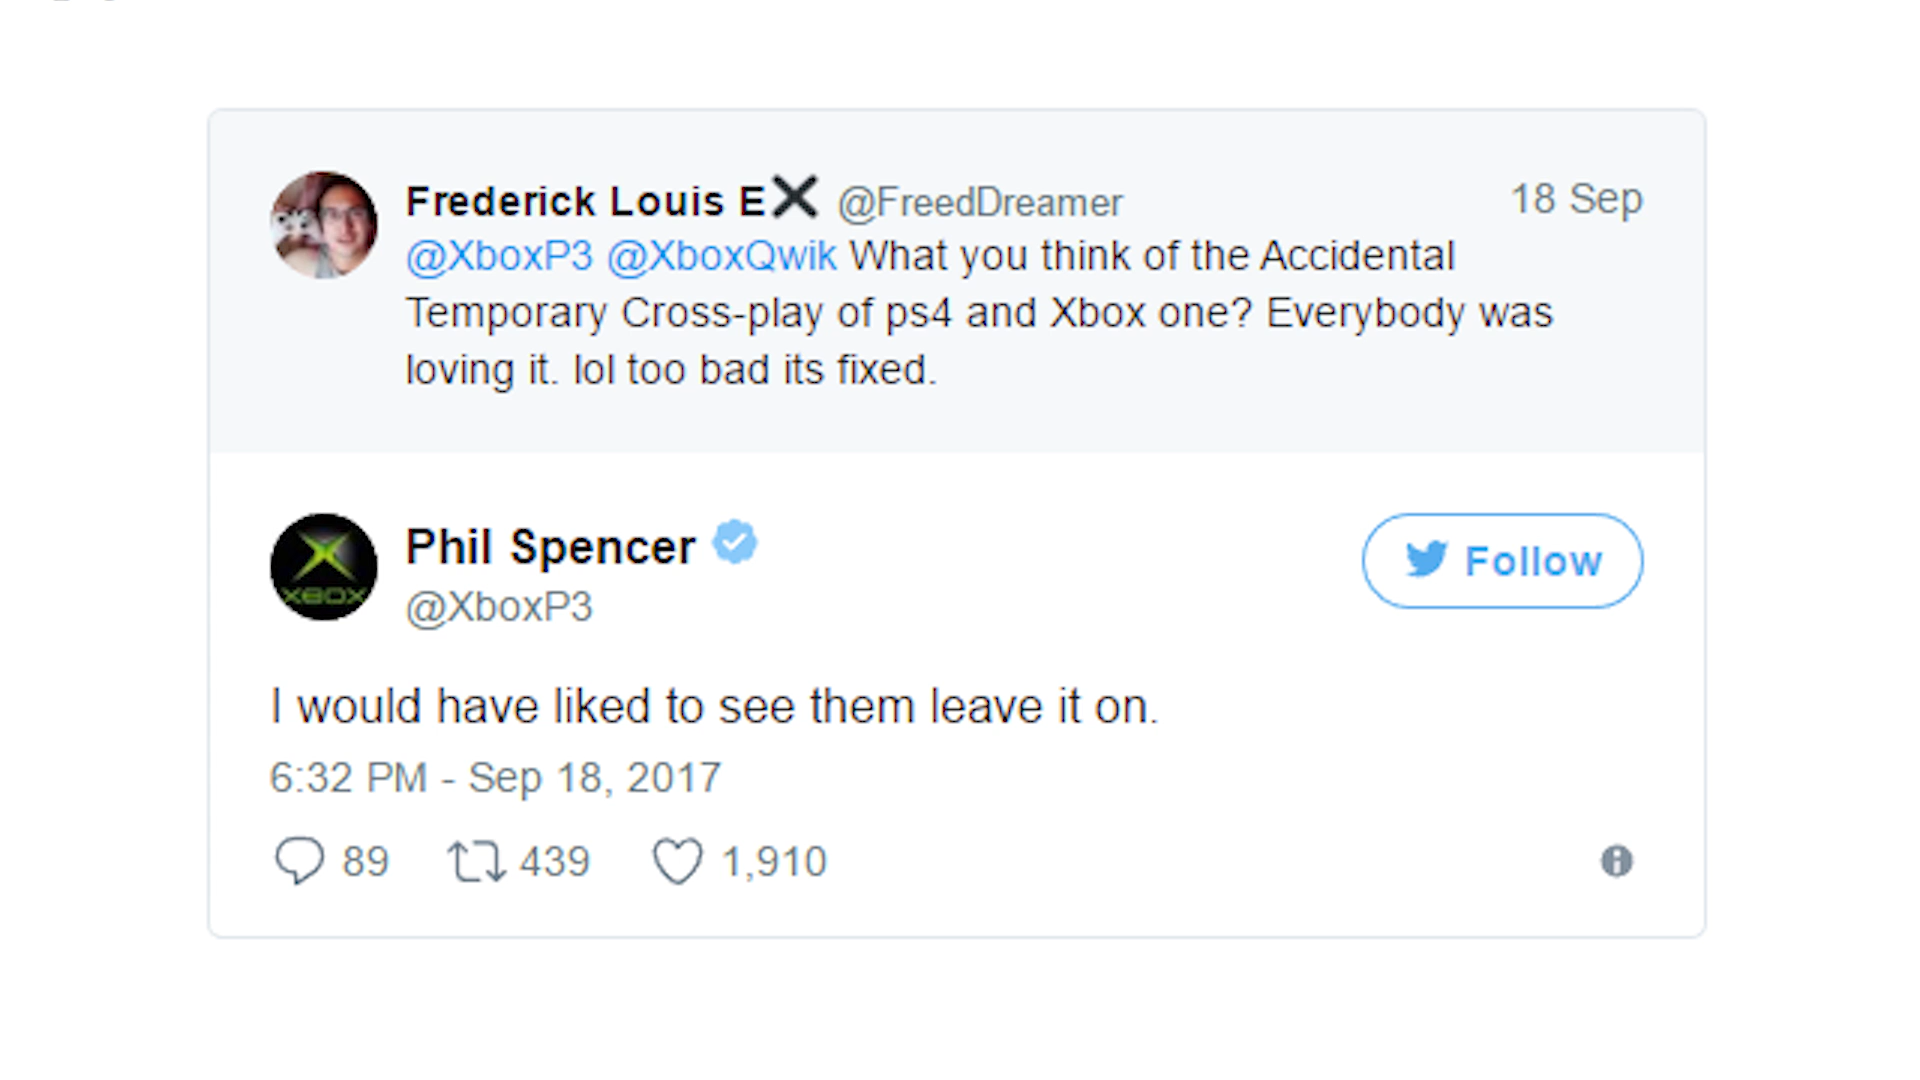 Frederick Louis E✕ @FreedDreamer 18 Sep
@XboxP3 @XboxQwik What you think of the Accidental
Temporary Cross-play of ps4 and Xbox one? Everybody was
loving it. lol too bad its fixed.
XBOX
Phil Spencer
Follow
@XboxP3
I would have liked to see them leave it on.
6:32 PM - Sep 18, 2017
89 439 1,910